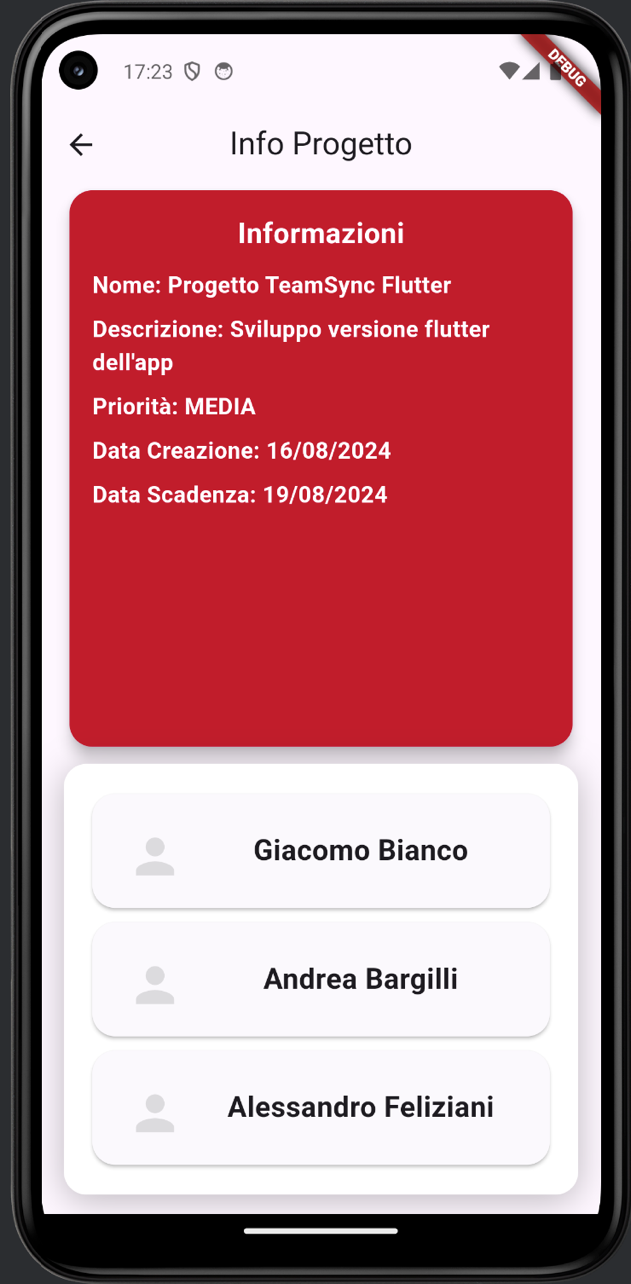 17:23
DEBUG
Info Progetto
Informazioni
Nome: Progetto TeamSync Flutter
Descrizione: Sviluppo versione flutter
dell'app
Priorità: MEDIA
Data Creazione: 16/08/2024
Data Scadenza: 19/08/2024
Giacomo Bianco
Andrea Bargilli
Alessandro Feliziani